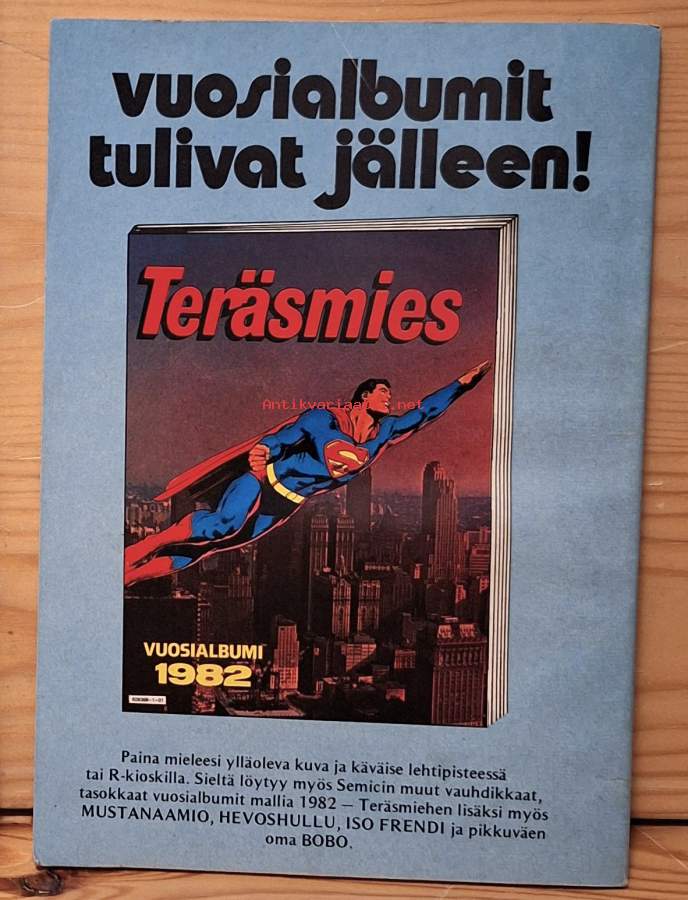 vuosialbumit
tulivat jälleen!
Teräsmies
Antikvariaatti.net
S
VUOSIALBUMI
1982
Paina mieleesi ylläoleva kuva ja käväise lehtipisteessä
tai R-kioskilla. Sieltä löytyy myös Semicin muut vauhdikkaat,
tasokkaat vuosialbumit mallia 1982 — Teräsmiehen lisäksi myös
MUSTANAAMIO, HEVOSHULLU, ISO FRENDI ja pikkuväen
oma BOBO.